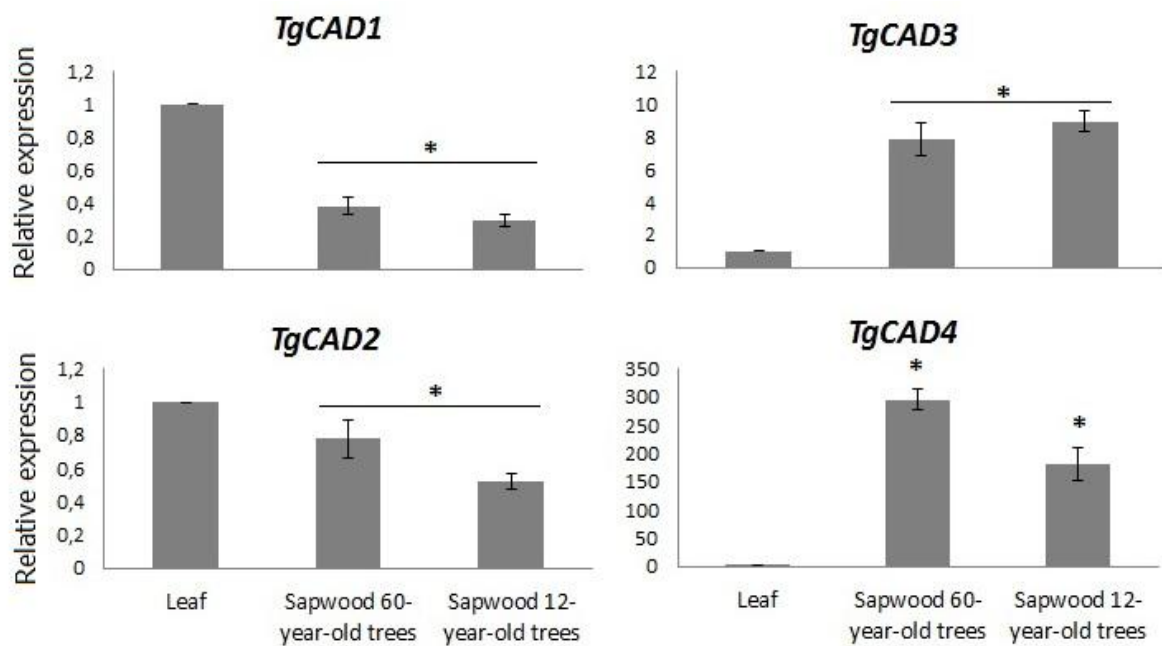 TgCAD1
Relative expression
1,2
1
0,8
0,6
0,4
0,2
0
*
TgCAD3
12
10
8
6
4
2
0
*
TgCAD2
Relative expression
1,2
1
0,8
0,6
0,4
0,2
0
*
Leaf
Sapwood 60-
year-old trees
Sapwood 12-
year-old trees
TgCAD4
350
300
250
200
150
100
50
0
*
*
Leaf
Sapwood 60-
year-old trees
Sapwood 12-
year-old trees